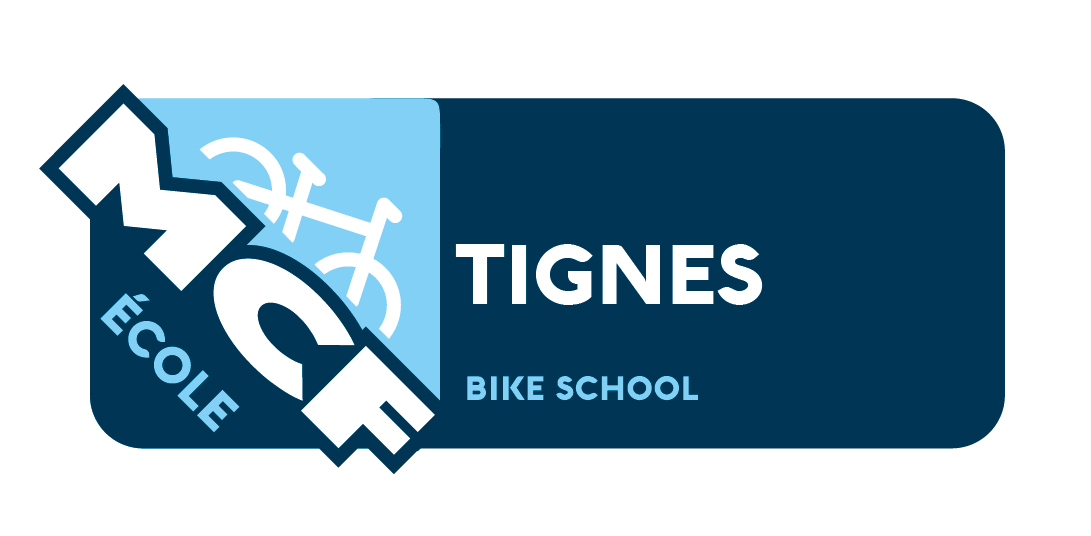 MCF
ÉCOLE
TIGNES
BIKE SCHOOL